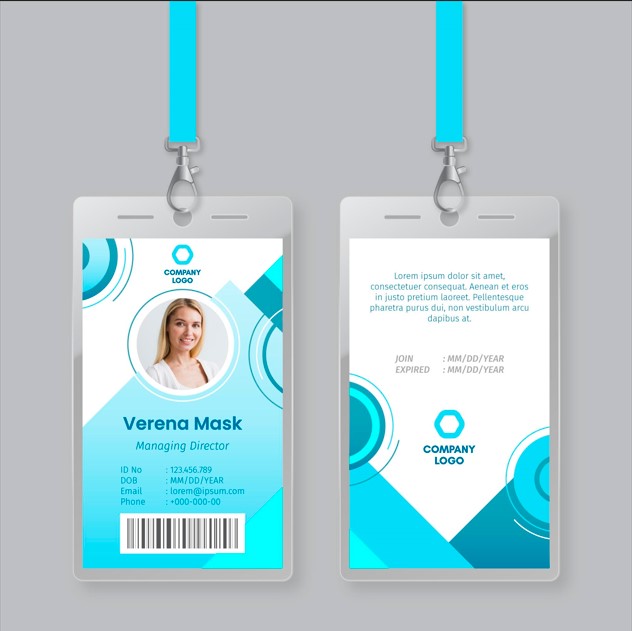 COMPANY
LOGO
Verena Mask
Managing Director
ID No : 123.456.789
DOB : MM/DD/YEAR
Email : lorem@ipsum.com
Phone : +000-000-00
Lorem ipsum dolor sit amet,
consectetuer consequat. Aenean et eros
in justo pretium laoreet. Pellentesque
pharetra purus dui, non vestibulum arcu
dapibus at.
JOIN : MM/DD/YEAR
EXPIRED : MM/DD/YEAR
COMPANY
LOGO